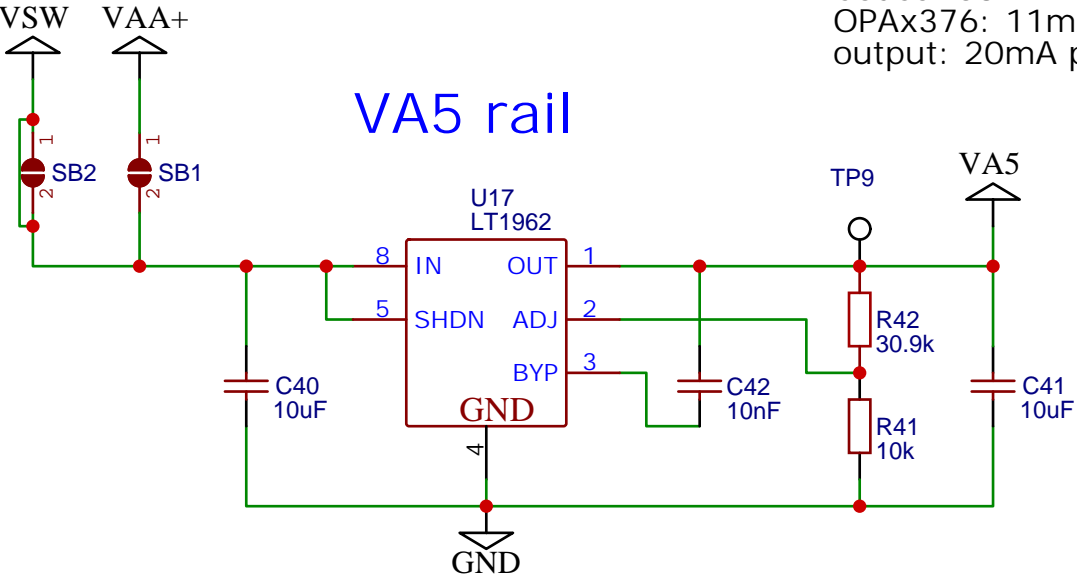 VSW VAA+
OPAx376: 11m
output: 20mA p
VA5 rail
1 1
SB2 SB1
2 2
TP9 VA5
U17
LT1962
8 IN OUT 1
5 SHDN ADJ 2
BYP 3
GND
4
R42
30.9k
C40
10uF
C42
10nF
C41
10uF
R41
10k
GND